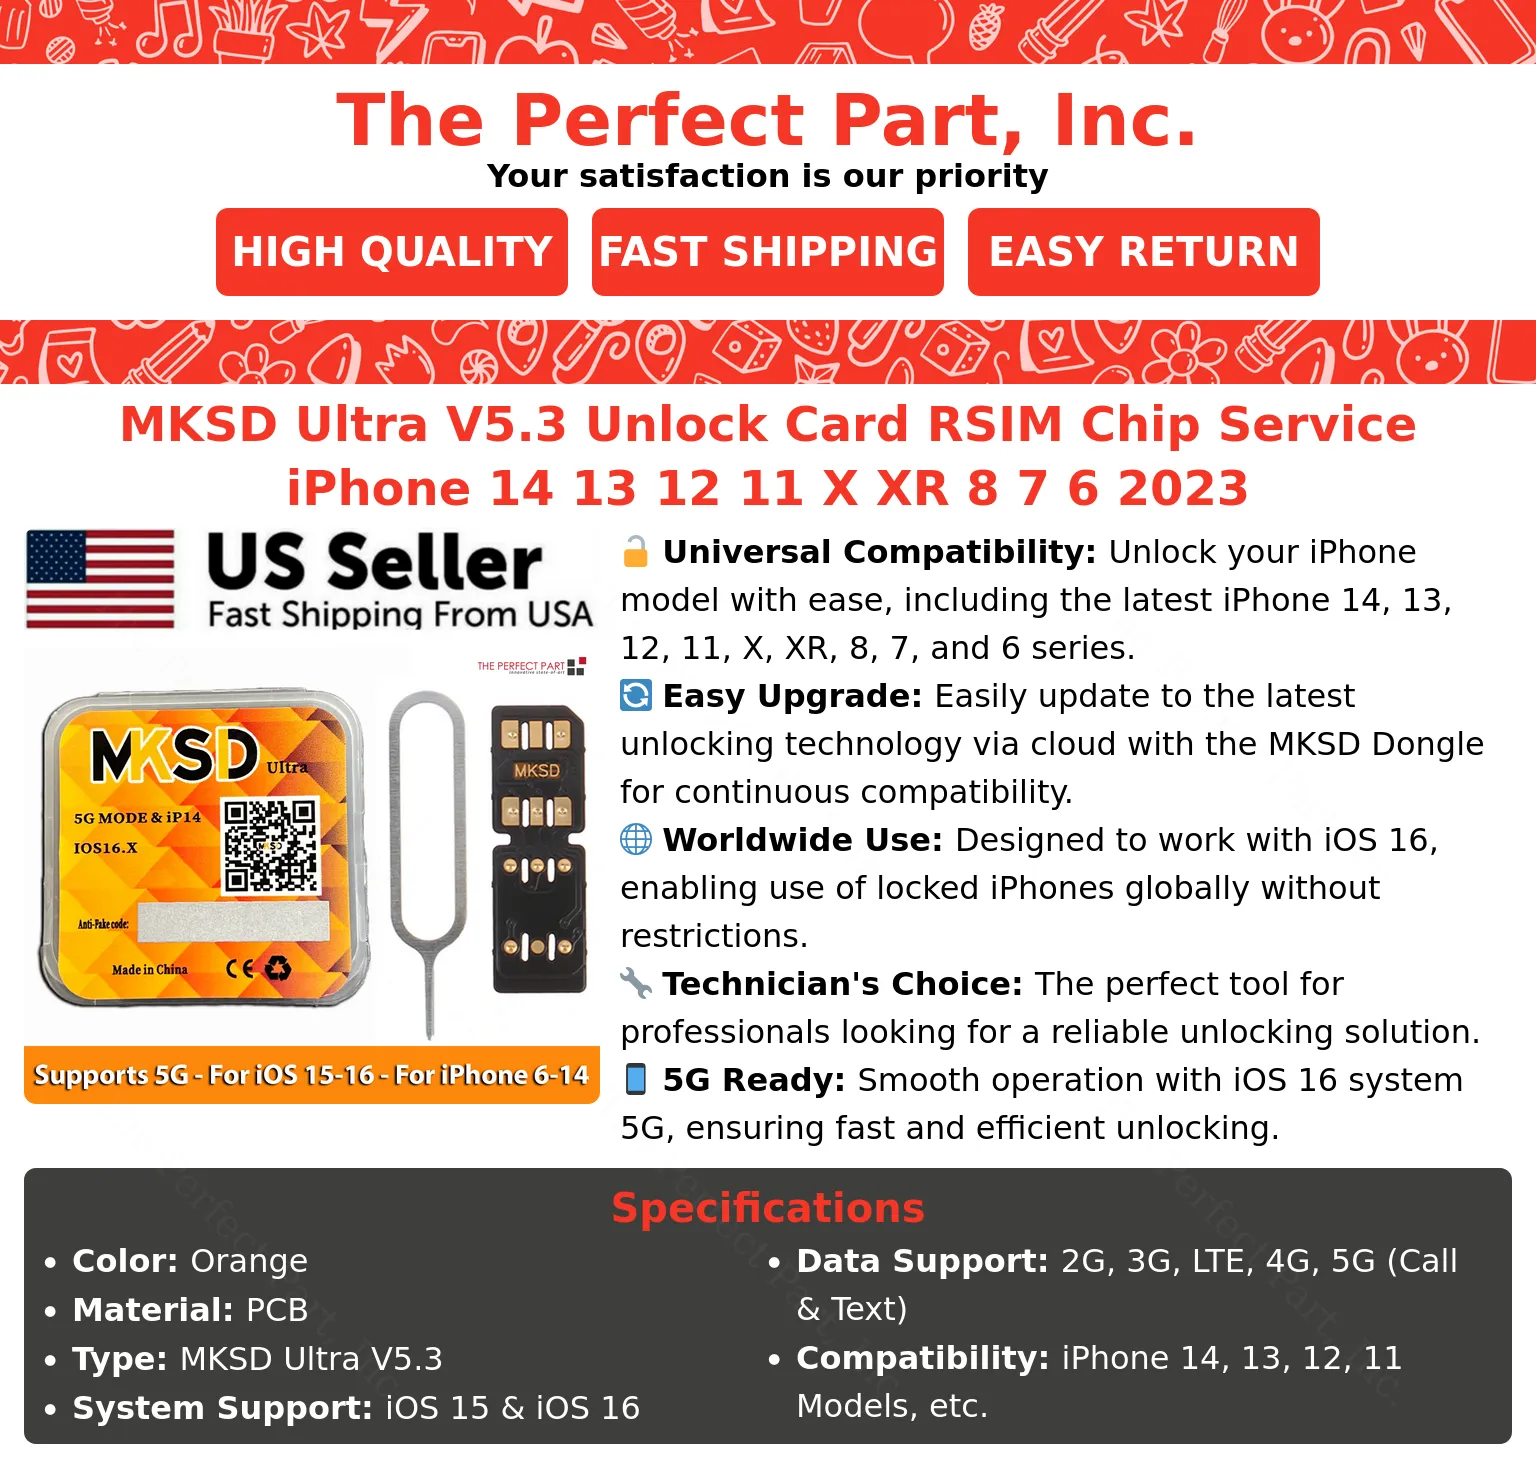 The Perfect Part, Inc.
Your satisfaction is our priority
HIGH QUALITY
FAST SHIPPING
EASY RETURN
MKSD Ultra V5.3 Unlock Card RSIM Chip Service
iPhone 14 13 12 11 X XR 8 7 6 2023
US Seller
Fast Shipping From USA
THE PERFECT PART
innovative state-of-art
MKSD
Ultra
5G MODE & iP14
IOS16.X
MKSD
Anti-Fake code:
Made in China
CE
MKSD
Supports 5G - For iOS 15-16 - For iPhone 6-14
🔓 Universal Compatibility: Unlock your iPhone
model with ease, including the latest iPhone 14, 13,
12, 11, X, XR, 8, 7, and 6 series.
🔄 Easy Upgrade: Easily update to the latest
unlocking technology via cloud with the MKSD Dongle
for continuous compatibility.
🌐 Worldwide Use: Designed to work with iOS 16,
enabling use of locked iPhones globally without
restrictions.
🔧 Technician's Choice: The perfect tool for
professionals looking for a reliable unlocking solution.
📱 5G Ready: Smooth operation with iOS 16 system
5G, ensuring fast and efficient unlocking.
Specifications
• Color: Orange
• Material: PCB
• Type: MKSD Ultra V5.3
• System Support: iOS 15 & iOS 16
• Data Support: 2G, 3G, LTE, 4G, 5G (Call
& Text)
• Compatibility: iPhone 14, 13, 12, 11
Models, etc.